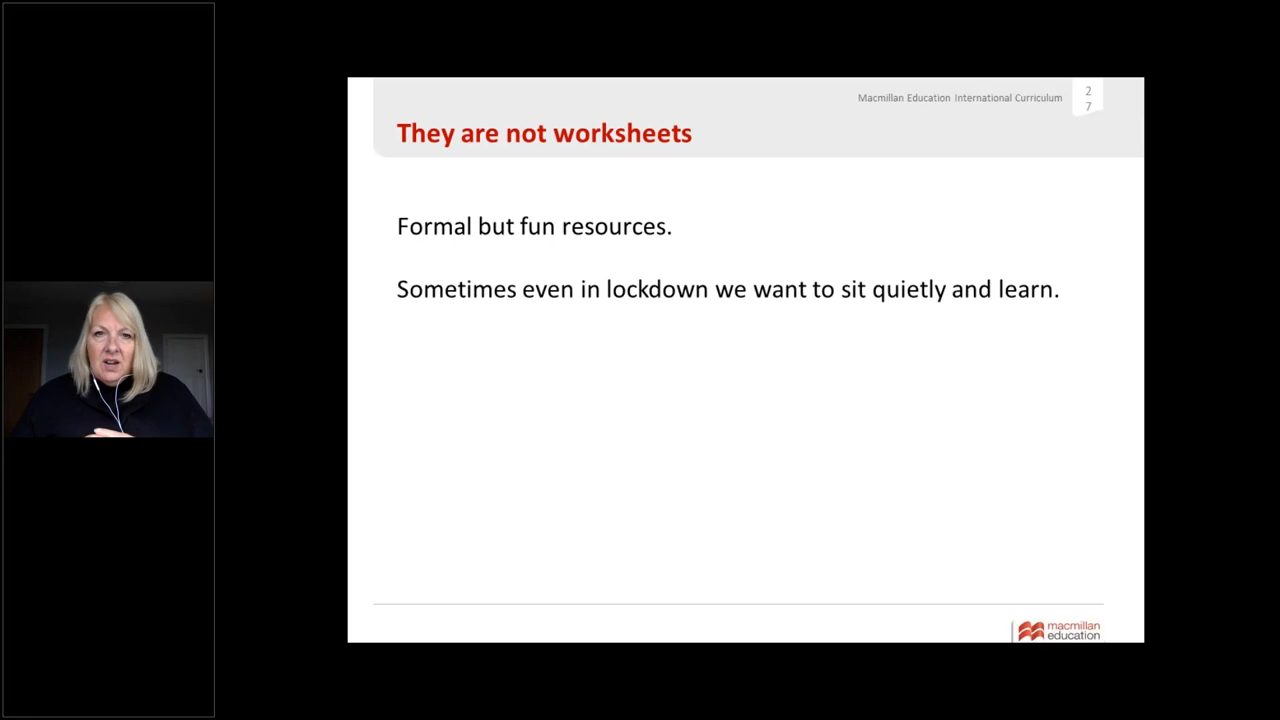 Macmillan Education International Curriculum
2
7
They are not worksheets
Formal but fun resources.
Sometimes even in lockdown we want to sit quietly and learn.
macmillan
education